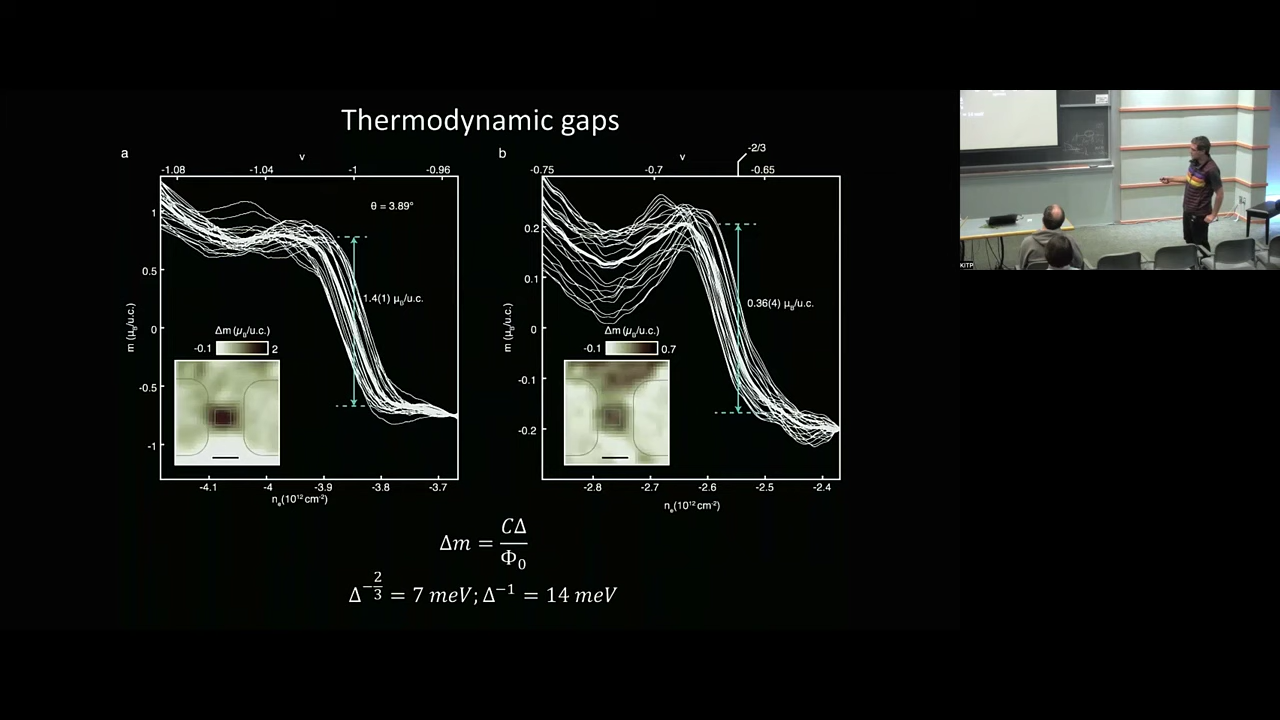 Thermodynamic gaps
a
ν
-1.08 -1.04 -1 -0.96
θ = 3.89°
1
0.5
0
-0.5
-1
m (μB/u.c.)
1.4(1) μB/u.c.
Δm (μB/u.c.)
-0.1 2
-4.1 -4 -3.9 -3.8 -3.7
ne(10¹² cm⁻²)
b
ν
-2/3
-0.75 -0.7 -0.65
0.2
0.1
0
-0.1
-0.2
m (μB/u.c.)
0.36(4) μB/u.c.
Δm (μB/u.c.)
-0.1 0.7
-2.8 -2.7 -2.6 -2.5 -2.4
ne(10¹² cm⁻²)
Δm = CΔ/Φ₀
Δ^-2/3 = 7 meV; Δ⁻¹ = 14 meV
KITP